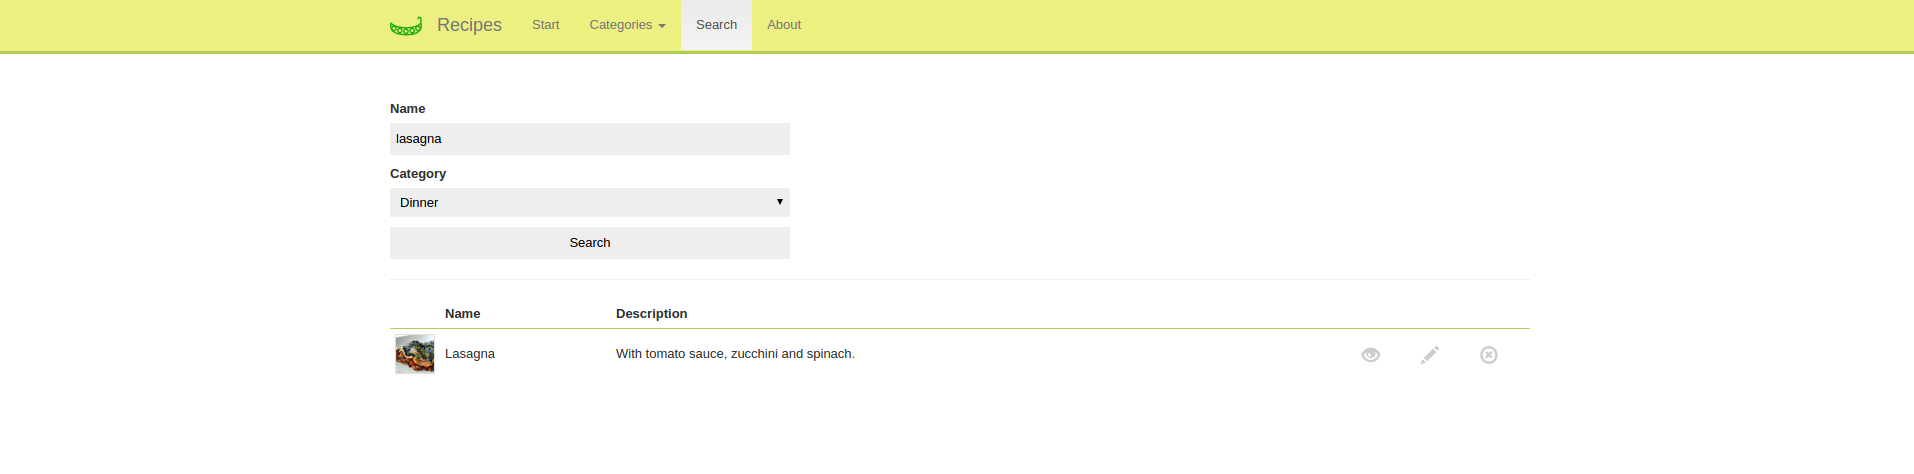 Recipes Start Categories Search About
Name
lasagna
Category
Dinner
Search
Name Description
Lasagna With tomato sauce, zucchini and spinach.